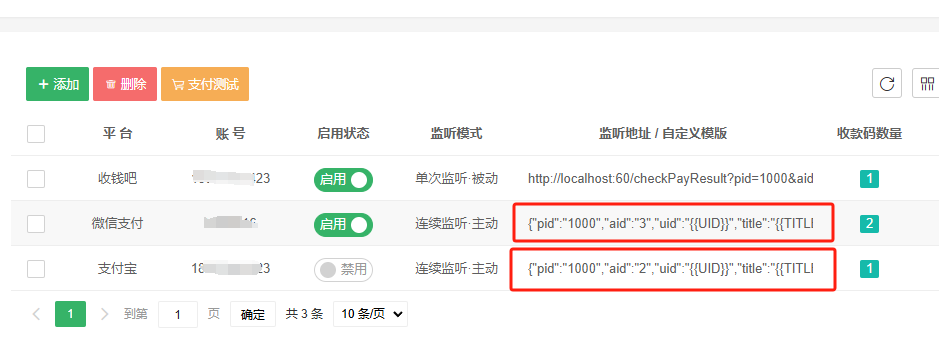 添加 删除 支付测试
平 台 账 号 启用状态 监听模式 监听地址 / 自定义模版 收款码数量
收钱吧 423 启用 单次监听·被动 http://localhost:60/checkPayResult?pid=1000&aid 1
微信支付 启用 连续监听·主动 {"pid":"1000","aid":"3","uid":"{{UID}}","title":"{{TITLI 2
支付宝 18 23 禁用 连续监听·主动 {"pid":"1000","aid":"2","uid":"{{UID}}","title":"{{TITLI 1
1 到第 1 页 确定 共 3 条 10 条/页